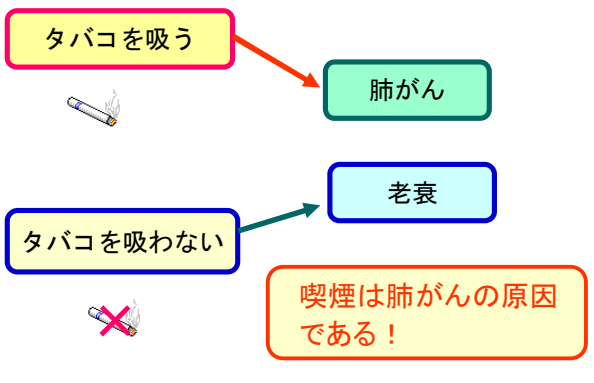 タバコを吸う
肺がん
老衰
タバコを吸わない
喫煙は肺がんの原因
である！